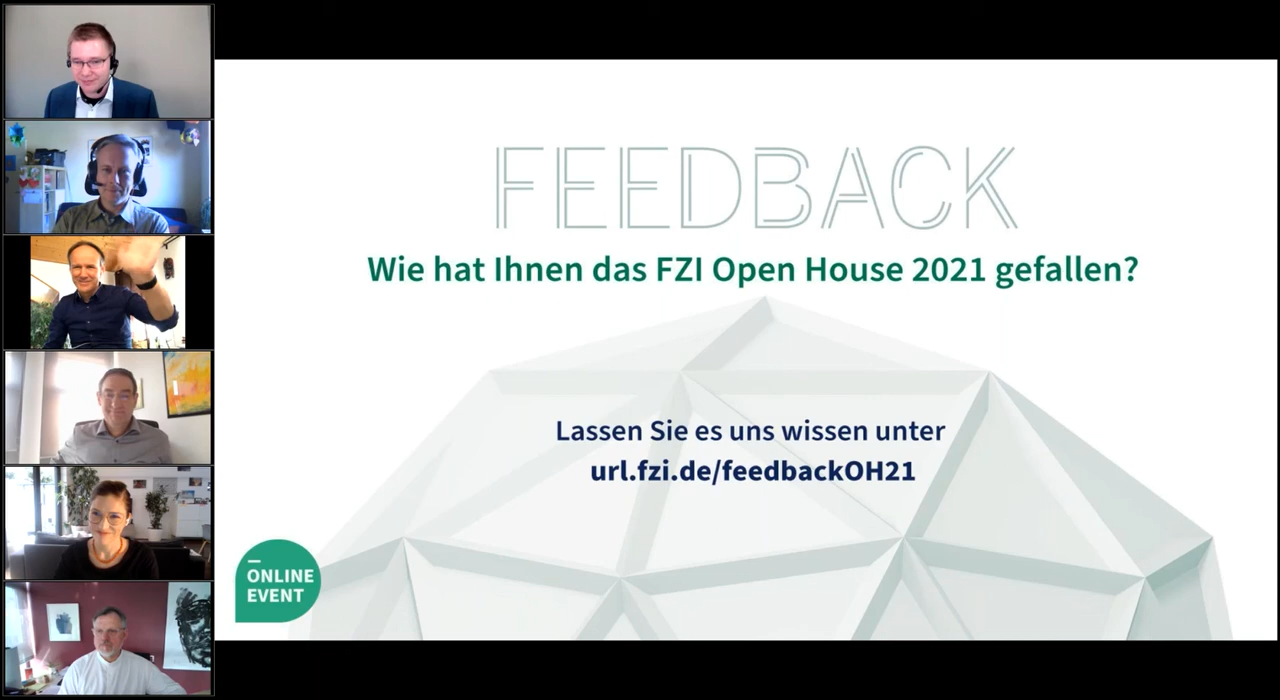 FEEDBACK
Wie hat Ihnen das FZI Open House 2021 gefallen?
Lassen Sie es uns wissen unter
url.fzi.de/feedbackOH21
ONLINE
EVENT